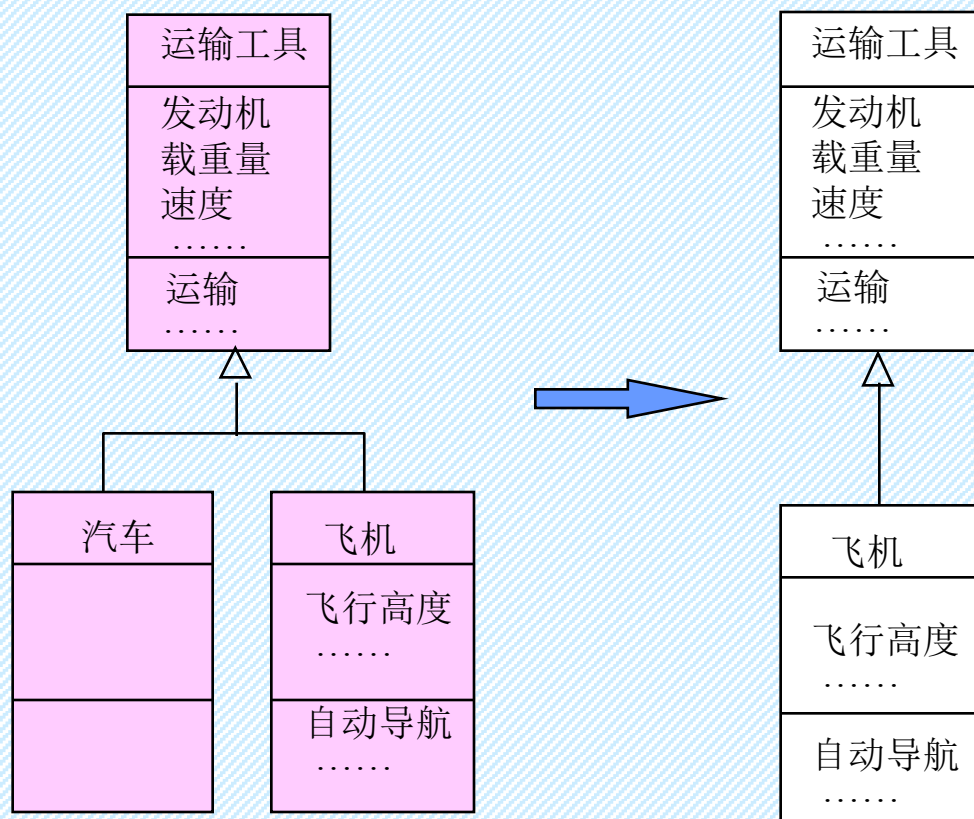 运输工具
发动机
载重量
速度
……
运输
……
汽车
飞机
飞行高度
……
自动导航
……
运输工具
发动机
载重量
速度
……
运输
……
飞机
飞行高度
……
自动导航
……